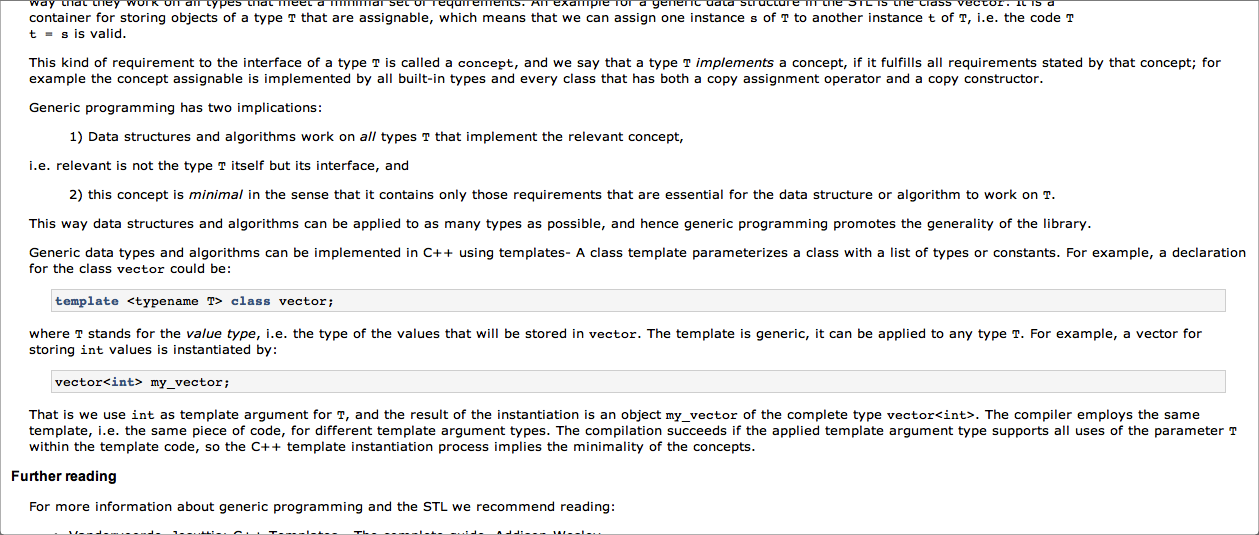 way that they work on all types that meet a minimal set of requirements. An example for a generic data structure in the STL is the class vector: It is a
container for storing objects of a type T that are assignable, which means that we can assign one instance s of T to another instance t of T, i.e. the code T
t = s is valid.
This kind of requirement to the interface of a type T is called a concept, and we say that a type T implements a concept, if it fulfills all requirements stated by that concept; for
example the concept assignable is implemented by all built-in types and every class that has both a copy assignment operator and a copy constructor.
Generic programming has two implications:
1) Data structures and algorithms work on all types T that implement the relevant concept,
i.e. relevant is not the type T itself but its interface, and
2) this concept is minimal in the sense that it contains only those requirements that are essential for the data structure or algorithm to work on T.
This way data structures and algorithms can be applied to as many types as possible, and hence generic programming promotes the generality of the library.
Generic data types and algorithms can be implemented in C++ using templates- A class template parameterizes a class with a list of types or constants. For example, a declaration
for the class vector could be:
template <typename T> class vector;
where T stands for the value type, i.e. the type of the values that will be stored in vector. The template is generic, it can be applied to any type T. For example, a vector for
storing int values is instantiated by:
vector<int> my_vector;
That is we use int as template argument for T, and the result of the instantiation is an object my_vector of the complete type vector<int>. The compiler employs the same
template, i.e. the same piece of code, for different template argument types. The compilation succeeds if the applied template argument type supports all uses of the parameter T
within the template code, so the C++ template instantiation process implies the minimality of the concepts.
Further reading
For more information about generic programming and the STL we recommend reading: